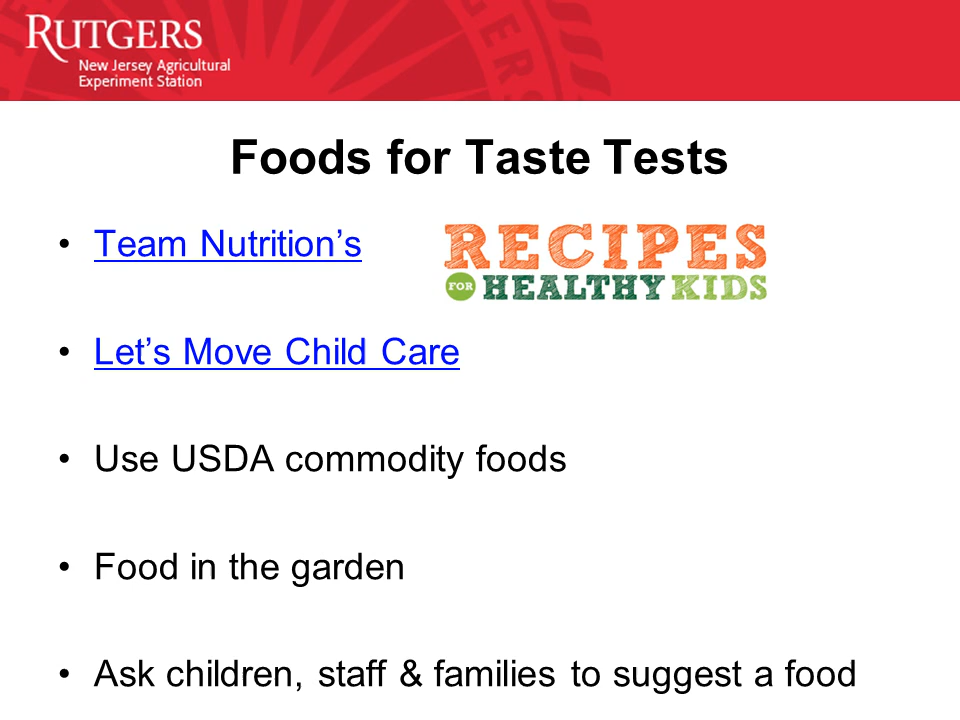 RUTGERS
New Jersey Agricultural
Experiment Station
Foods for Taste Tests
• Team Nutrition’s
RECIPES
FOR HEALTHY KIDS
• Let’s Move Child Care
• Use USDA commodity foods
• Food in the garden
• Ask children, staff & families to suggest a food